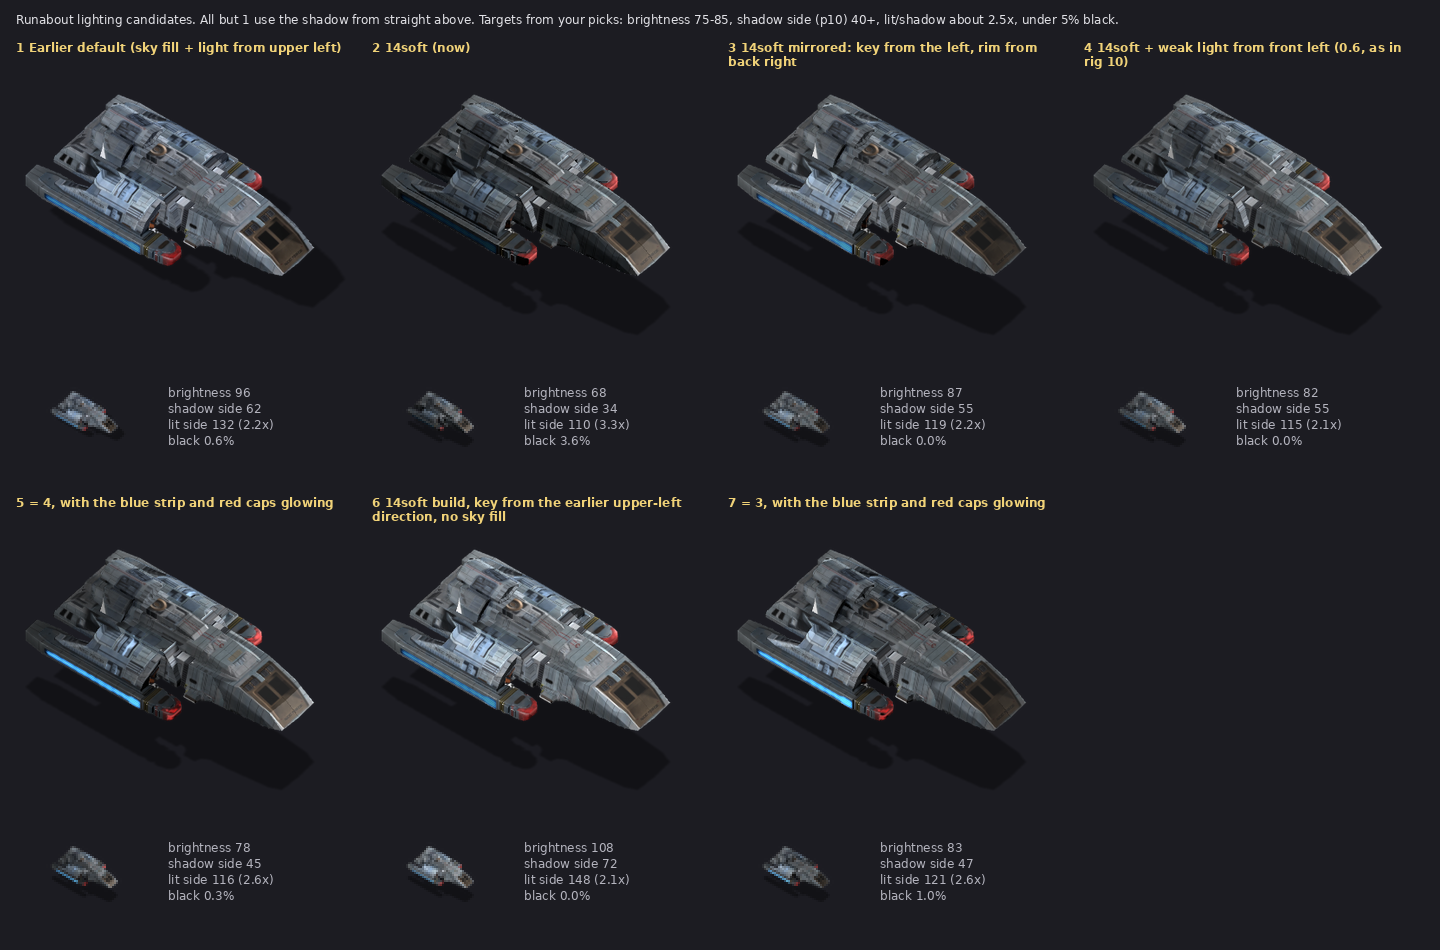 Runabout lighting candidates. All but 1 use the shadow from straight above. Targets from your picks: brightness 75-85, shadow side (p10) 40+, lit/shadow about 2.5x, under 5% black.
1 Earlier default (sky fill + light from upper left)
2 14soft (now)
3 14soft mirrored: key from the left, rim from
back right
4 14soft + weak light from front left (0.6, as in
rig 10)
brightness 96
shadow side 62
lit side 132 (2.2x)
black 0.6%
brightness 68
shadow side 34
lit side 110 (3.3x)
black 3.6%
brightness 87
shadow side 55
lit side 119 (2.2x)
black 0.0%
brightness 82
shadow side 55
lit side 115 (2.1x)
black 0.0%
5 = 4, with the blue strip and red caps glowing
6 14soft build, key from the earlier upper-left
direction, no sky fill
7 = 3, with the blue strip and red caps glowing
brightness 78
shadow side 45
lit side 116 (2.6x)
black 0.3%
brightness 108
shadow side 72
lit side 148 (2.1x)
black 0.0%
brightness 83
shadow side 47
lit side 121 (2.6x)
black 1.0%